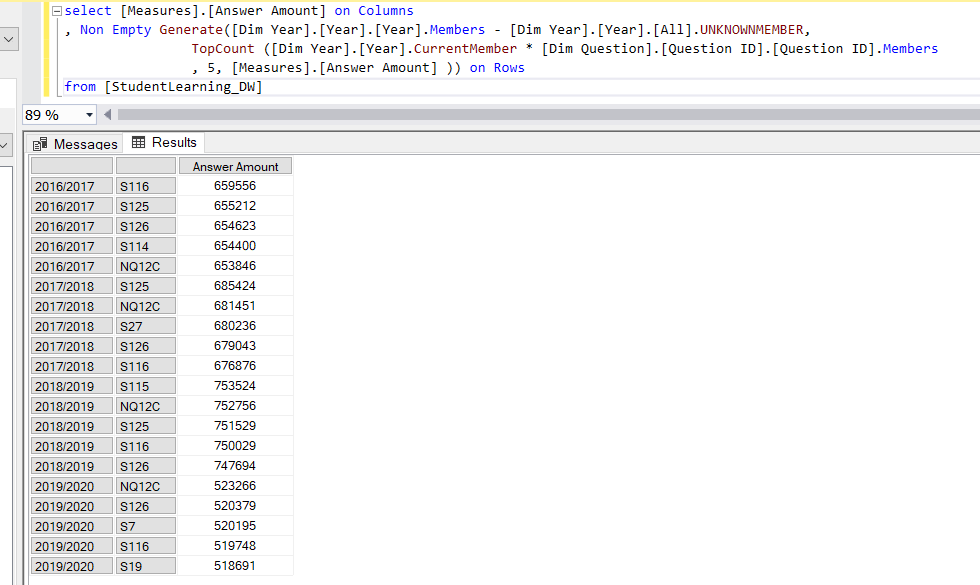 select [Measures].[Answer Amount] on Columns
, Non Empty Generate([Dim Year].[Year].[Year].Members - [Dim Year].[Year].[All].UNKNOWNMEMBER,
TopCount ([Dim Year].[Year].CurrentMember * [Dim Question].[Question ID].[Question ID].Members
, 5, [Measures].[Answer Amount] )) on Rows
from [StudentLearning_DW]
89 %
Messages Results
Answer Amount
2016/2017 S116 659556
2016/2017 S125 655212
2016/2017 S126 654623
2016/2017 S114 654400
2016/2017 NQ12C 653846
2017/2018 S125 685424
2017/2018 NQ12C 681451
2017/2018 S27 680236
2017/2018 S126 679043
2017/2018 S116 676876
2018/2019 S115 753524
2018/2019 NQ12C 752756
2018/2019 S125 751529
2018/2019 S116 750029
2018/2019 S126 747694
2019/2020 NQ12C 523266
2019/2020 S126 520379
2019/2020 S7 520195
2019/2020 S116 519748
2019/2020 S19 518691